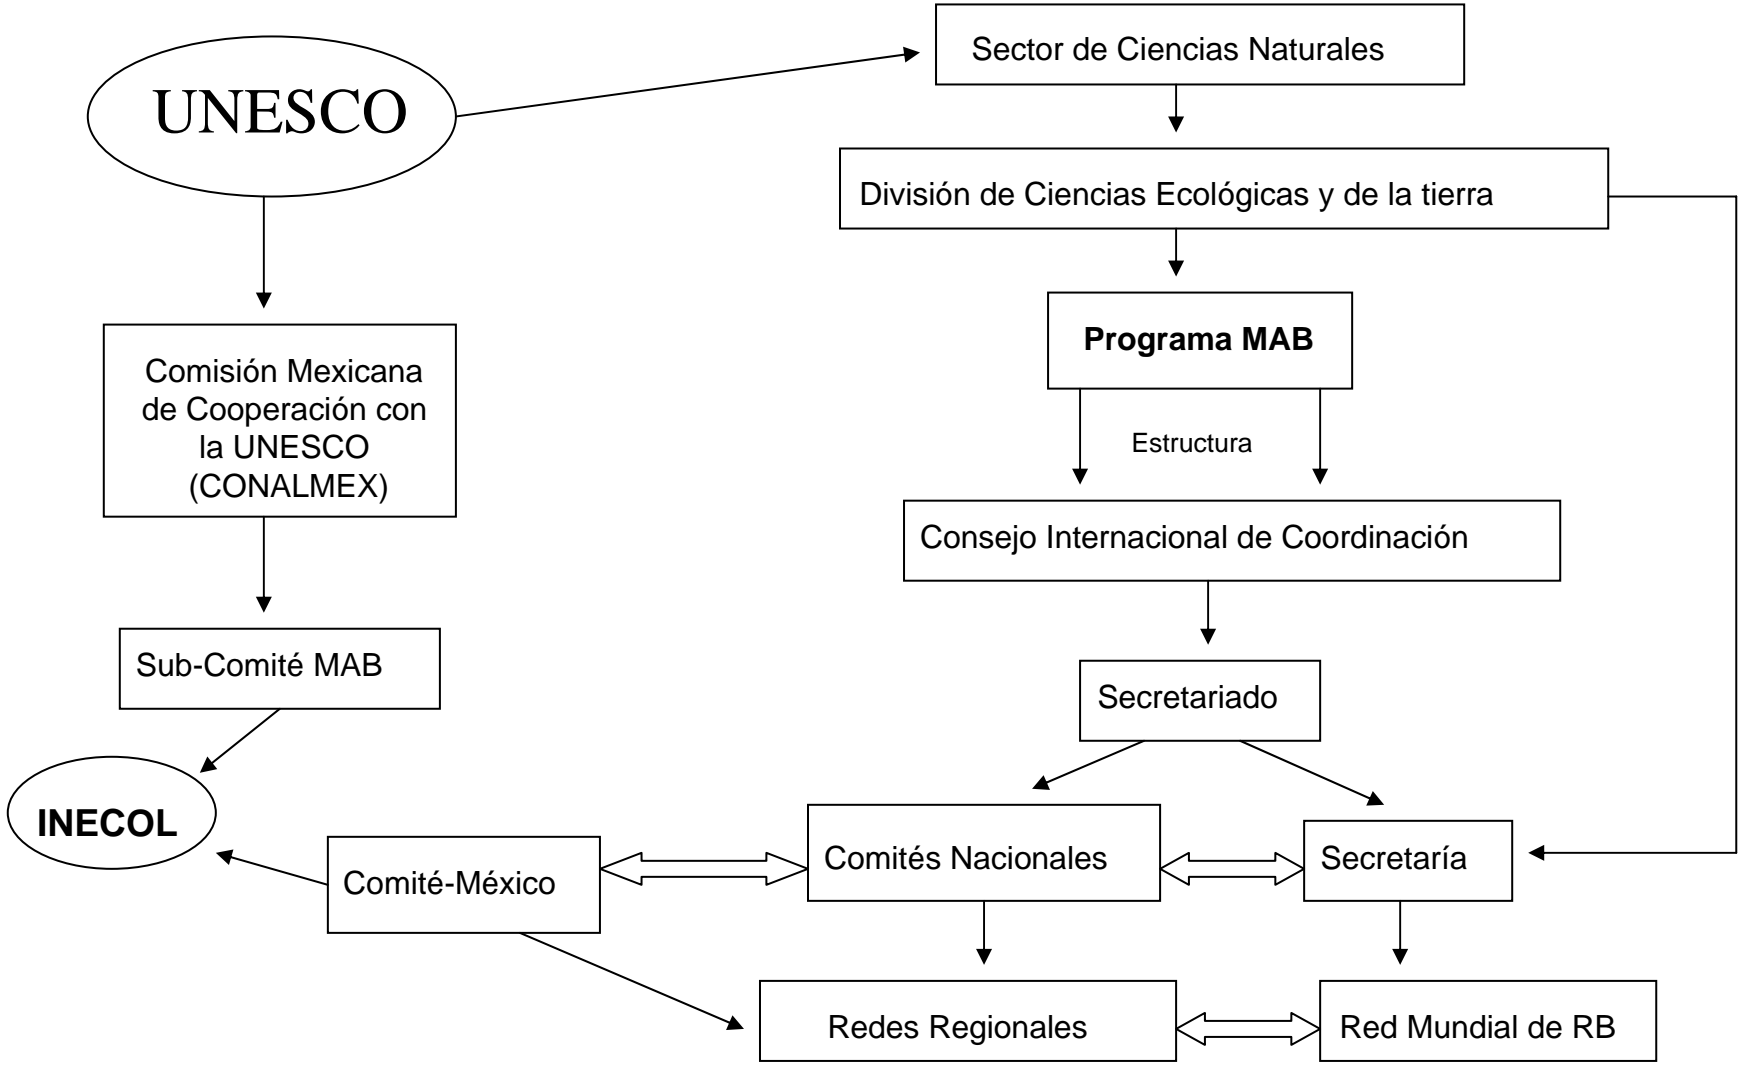 Sector de Ciencias Naturales
UNESCO
División de Ciencias Ecológicas y de la tierra
Programa MAB
Comisión Mexicana
de Cooperación con
la UNESCO
(CONALMEX)
Estructura
Consejo Internacional de Coordinación
Sub-Comité MAB
Secretariado
INECOL
Comité-México
Comités Nacionales
Secretaría
Redes Regionales
Red Mundial de RB